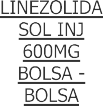 LINEZOLIDA
SOL INJ
600MG
BOLSA -
BOLSA